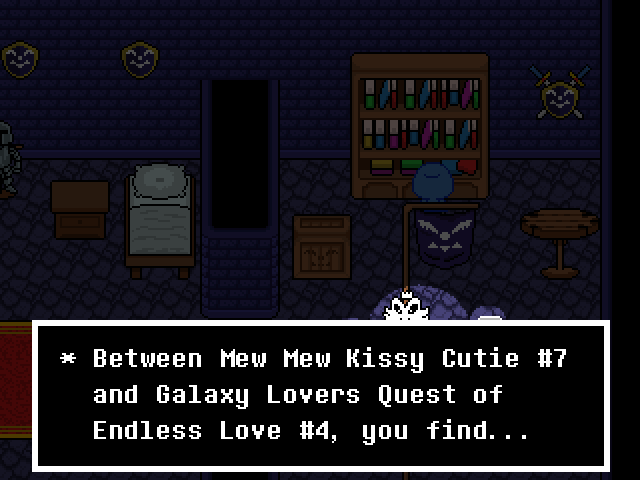 * Between Mew Mew Kissy Cutie #7
and Galaxy Lovers Quest of
Endless Love #4, you find...